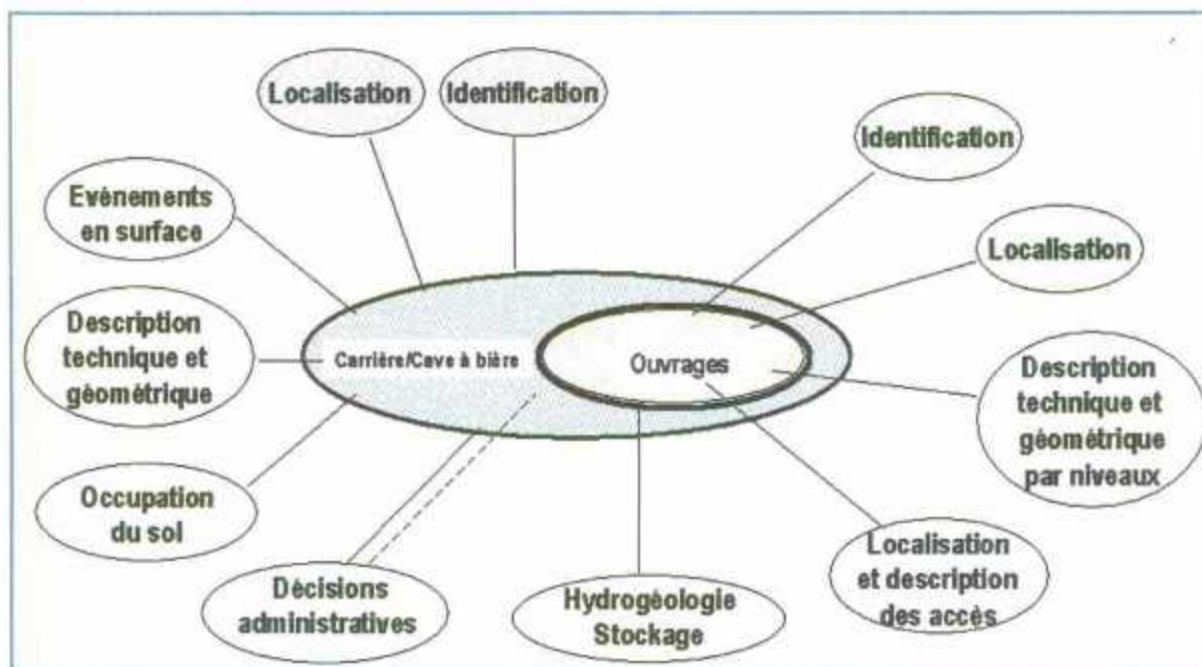 Localisation
Identification
Identification
Evénements
en surface
Localisation
Description
technique et
géométrique
Carrière/Cave à bière
Ouvrages
Description
technique et
géométrique
par niveaux
Occupation
du sol
Localisation
et description
des accès
Décisions
administratives
Hydrogéologie
Stockage